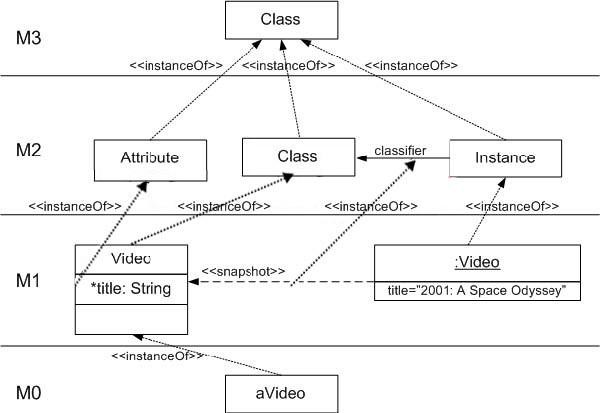 M3
Class
<<instanceOf>> <<instanceOf>> <<instanceOf>>
M2
Attribute
Class
classifier
Instance
<<instanceOf>> <<instanceOf>> <<instanceOf>> <<instanceOf>>
M1
Video
*title: String
<<snapshot>>
:Video
title="2001: A Space Odyssey"
<<instanceOf>>
M0
aVideo